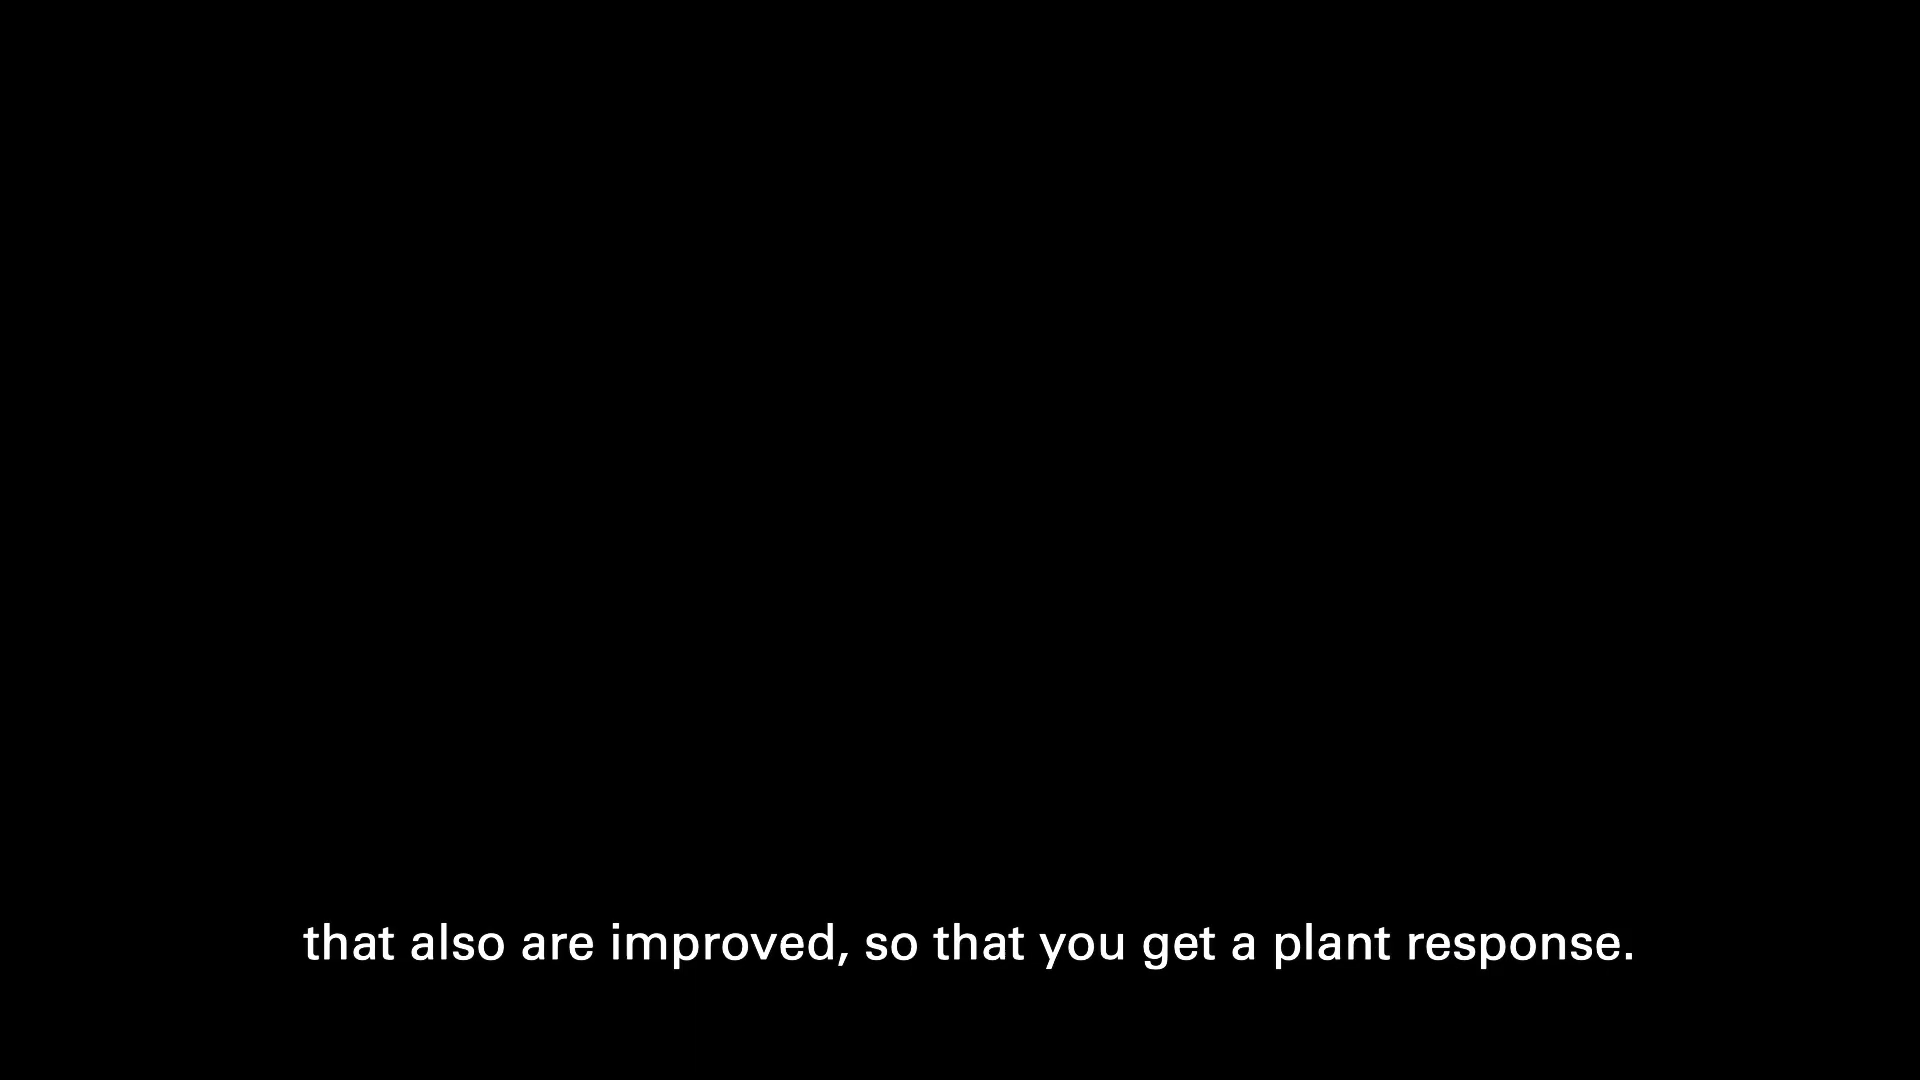 that also are improved, so that you get a plant response.